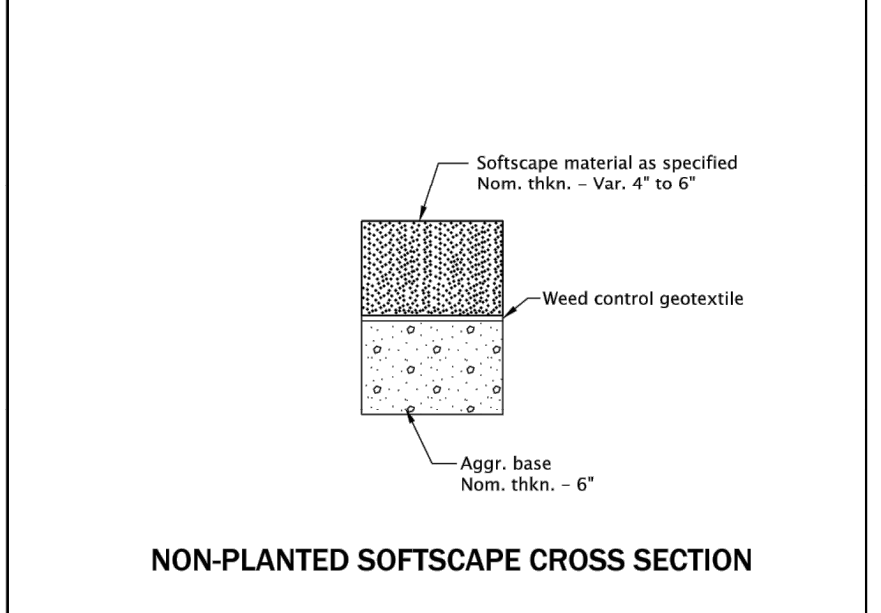 Softscape material as specified
Nom. thkn. – Var. 4" to 6"
Weed control geotextile
Aggr. base
Nom. thkn. – 6"
NON-PLANTED SOFTSCAPE CROSS SECTION